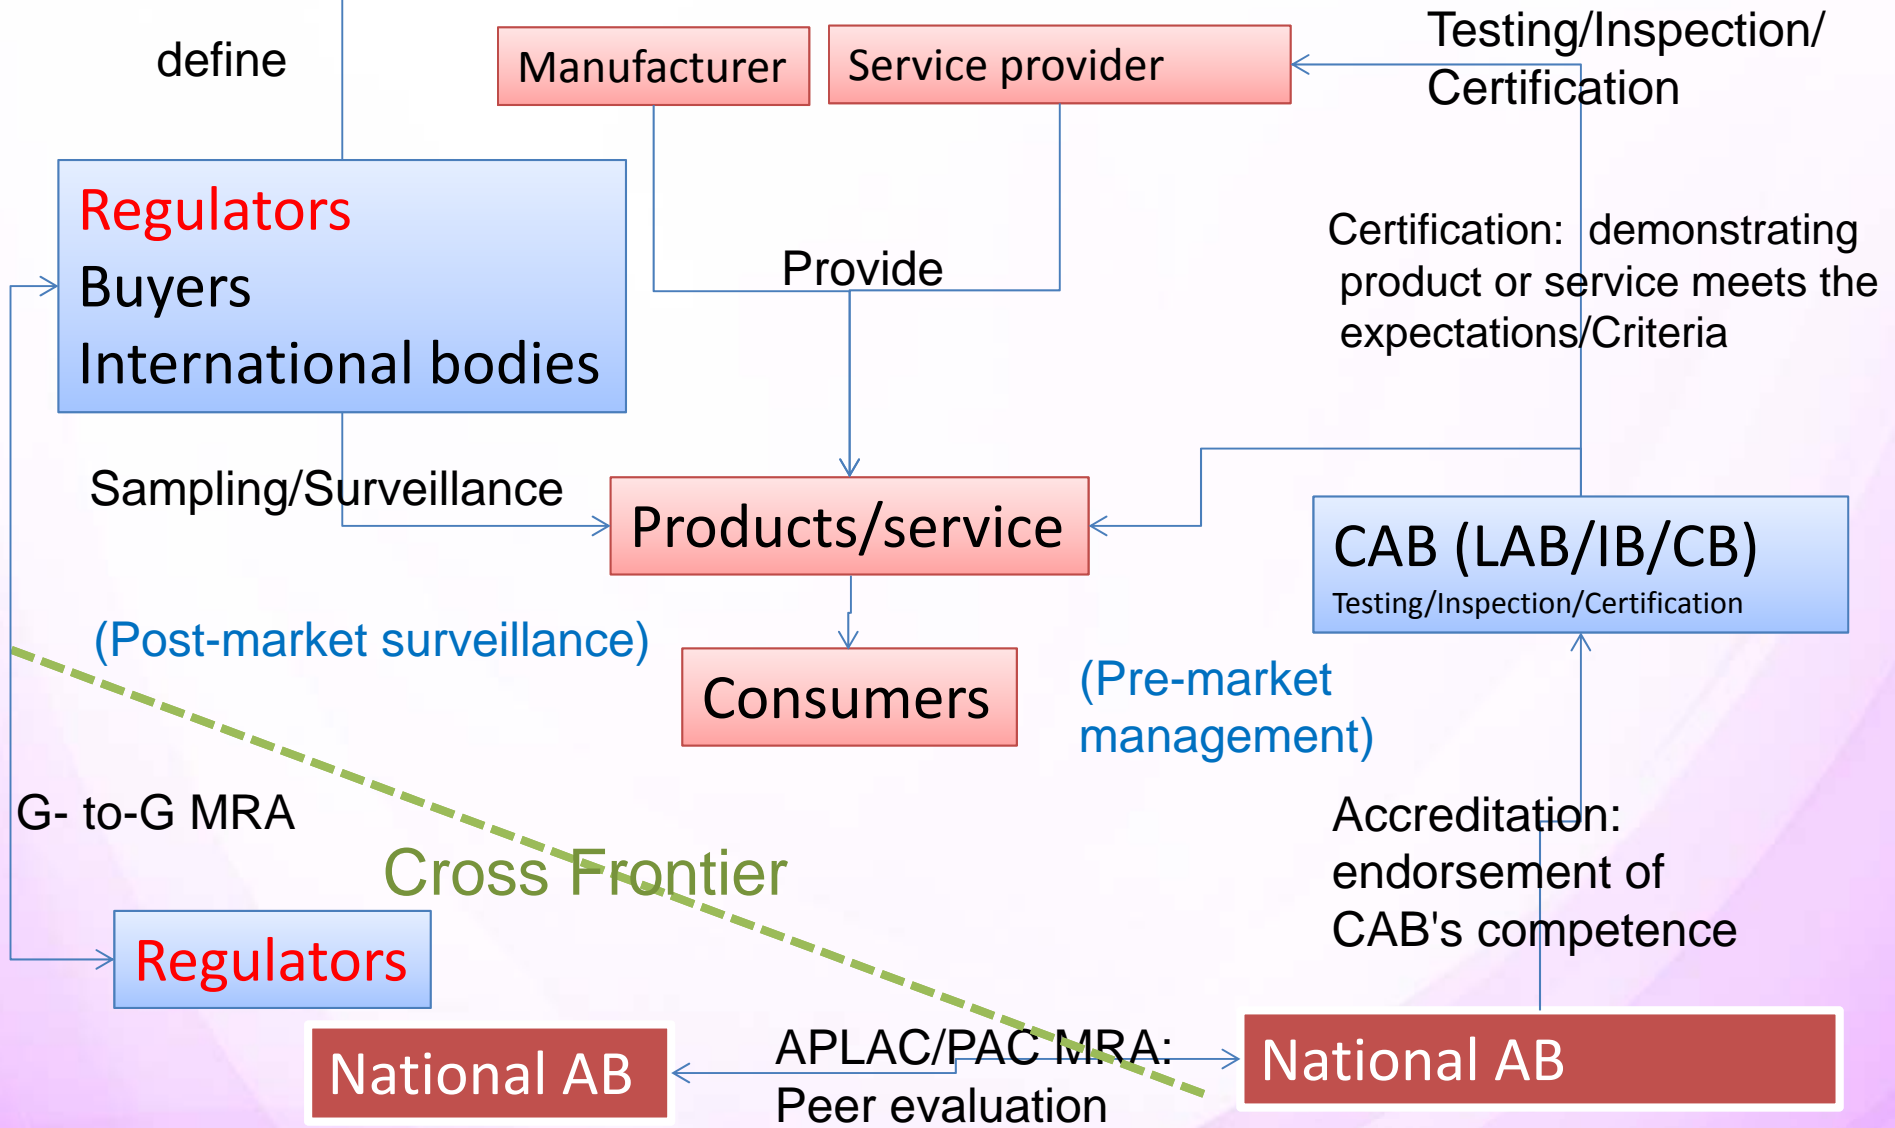 define
Manufacturer
Service provider
Testing/Inspection/
Certification
Regulators
Buyers
International bodies
Provide
Certification: demonstrating
product or service meets the
expectations/Criteria
Sampling/Surveillance
Products/service
CAB (LAB/IB/CB)
Testing/Inspection/Certification
(Post-market surveillance)
Consumers
(Pre-market
management)
G- to-G MRA
Cross Frontier
Accreditation:
endorsement of
CAB's competence
Regulators
National AB
APLAC/PAC MRA:
Peer evaluation
National AB